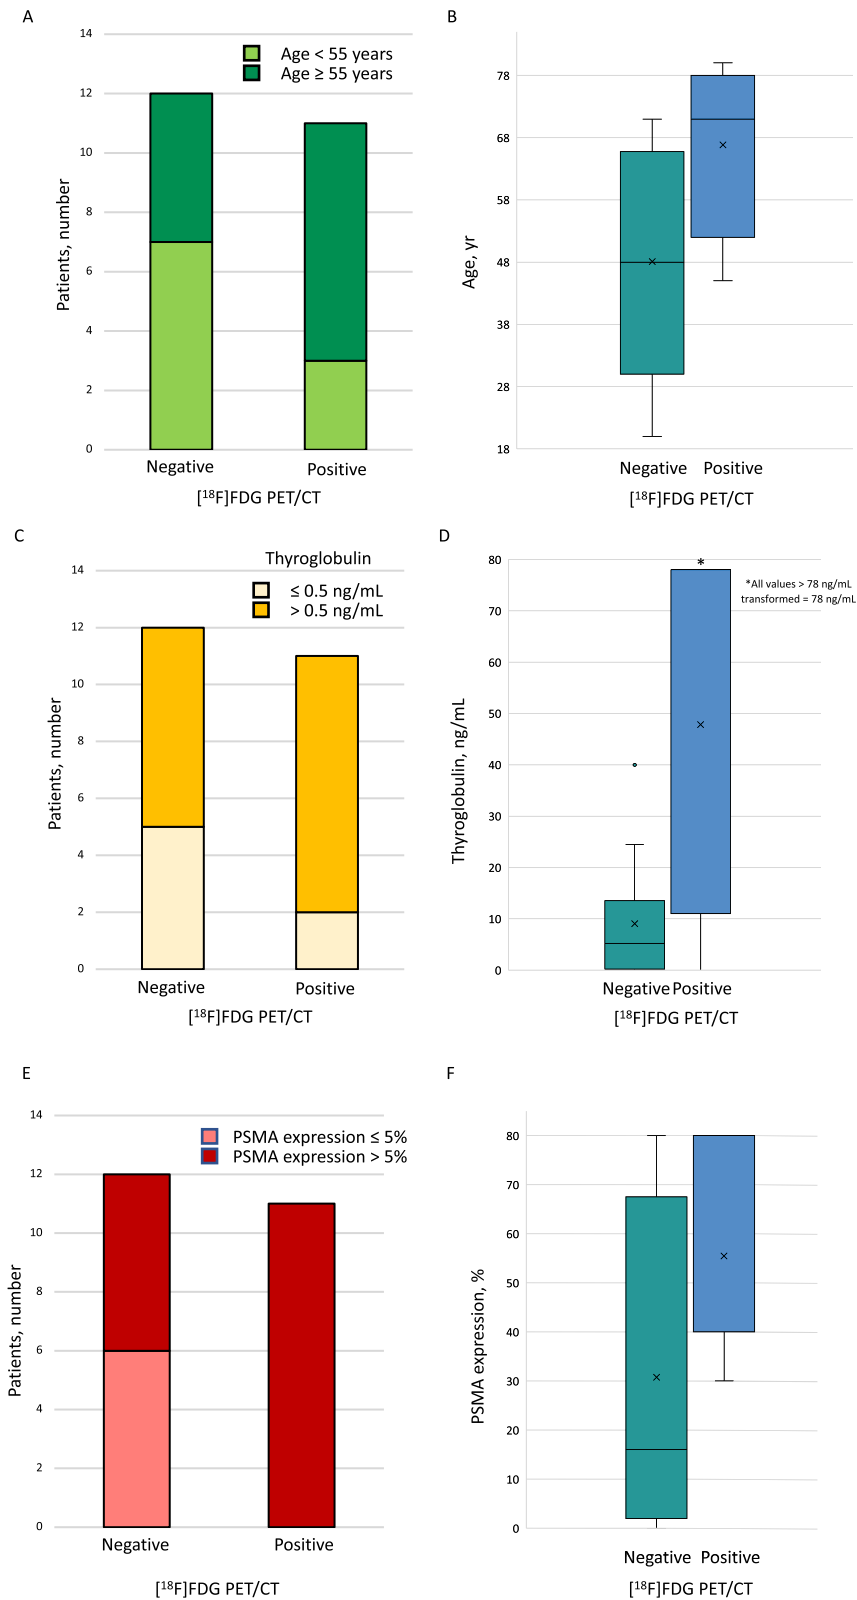 A
14
12
10
8
6
4
2
0
Patients, number
Age < 55 years
Age ≥ 55 years
Negative
Positive
[¹⁸F]FDG PET/CT
B
78
68
58
48
38
28
18
Age, yr
Negative
Positive
[¹⁸F]FDG PET/CT
C
14
12
10
8
6
4
2
0
Patients, number
Thyroglobulin
≤ 0.5 ng/mL
> 0.5 ng/mL
Negative
Positive
[¹⁸F]FDG PET/CT
D
80
70
60
50
40
30
20
10
0
Thyroglobulin, ng/mL
*
*All values > 78 ng/mL
transformed = 78 ng/mL
Negative
Positive
[¹⁸F]FDG PET/CT
E
14
12
10
8
6
4
2
0
Patients, number
PSMA expression ≤ 5%
PSMA expression > 5%
Negative
Positive
[¹⁸F]FDG PET/CT
F
80
70
60
50
40
30
20
10
0
PSMA expression, %
Negative
Positive
[¹⁸F]FDG PET/CT